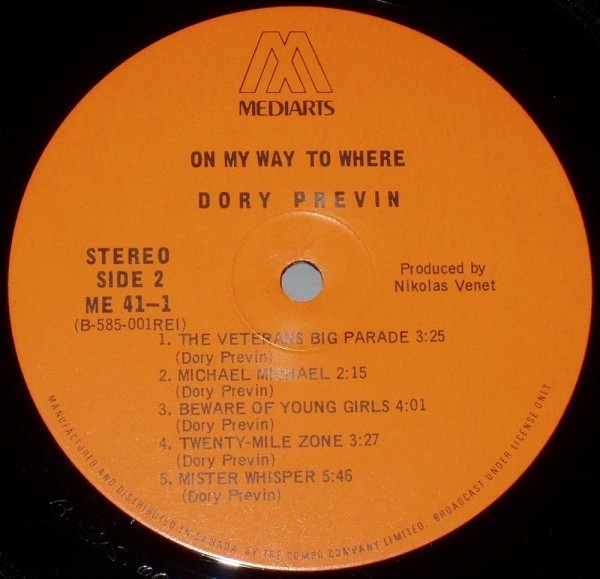 MEDIARTS
ON MY WAY TO WHERE
DORY PREVIN
STEREO
SIDE 2
ME 41-1
(B-585-001REI)
Produced by
Nikolas Venet
1. THE VETERANS BIG PARADE 3:25
(Dory Previn)
2. MICHAEL MICHAEL 2:15
(Dory Previn)
3. BEWARE OF YOUNG GIRLS 4:01
(Dory Previn)
4. TWENTY-MILE ZONE 3:27
(Dory Previn)
5. MISTER WHISPER 5:46
(Dory Previn)
MANUFACTURED AND DISTRIBUTED IN CANADA BY THE COMPO COMPANY LIMITED. BROADCAST UNDER LICENSE ONLY